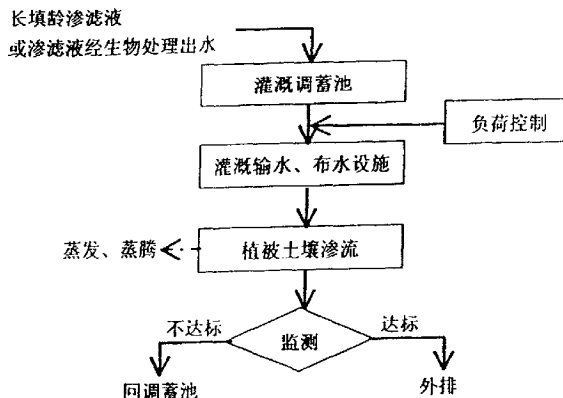 长填龄渗滤液
或渗滤液经生物处理出水
灌溉调蓄池
负荷控制
灌溉输水、布水设施
蒸发、蒸腾
植被土壤渗流
不达标
监测
达标
回调蓄池
外排